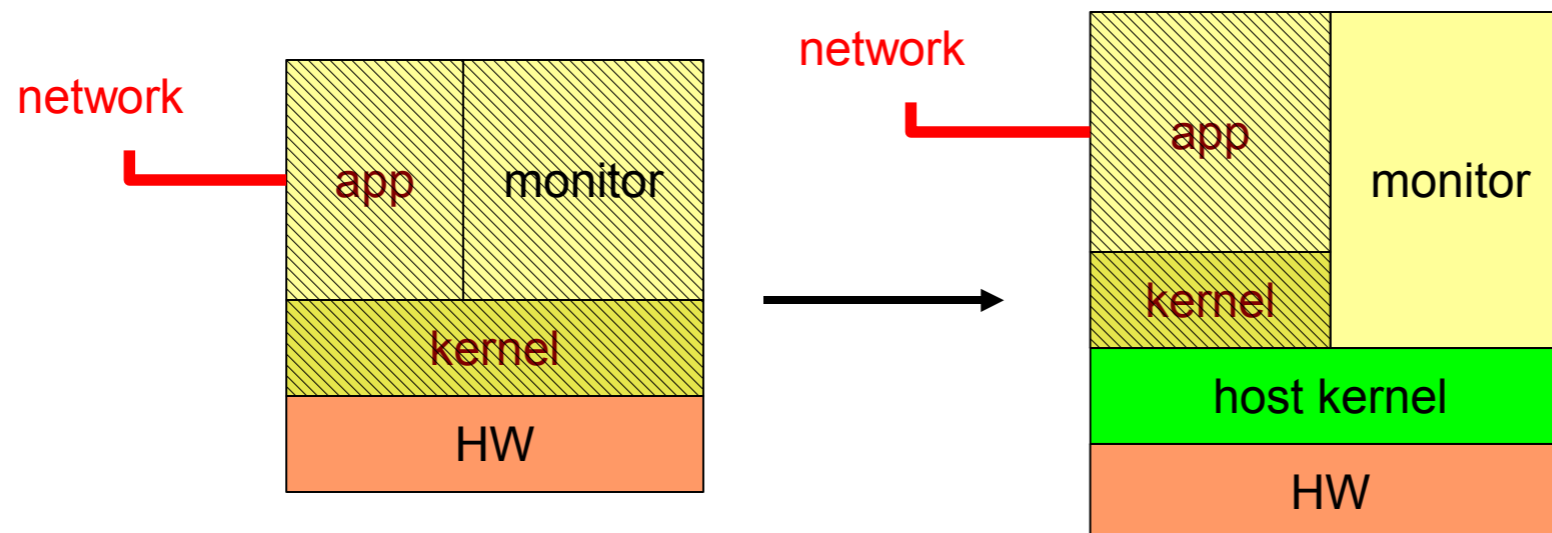 network
app
monitor
kernel
HW
network
app
monitor
kernel
host kernel
HW